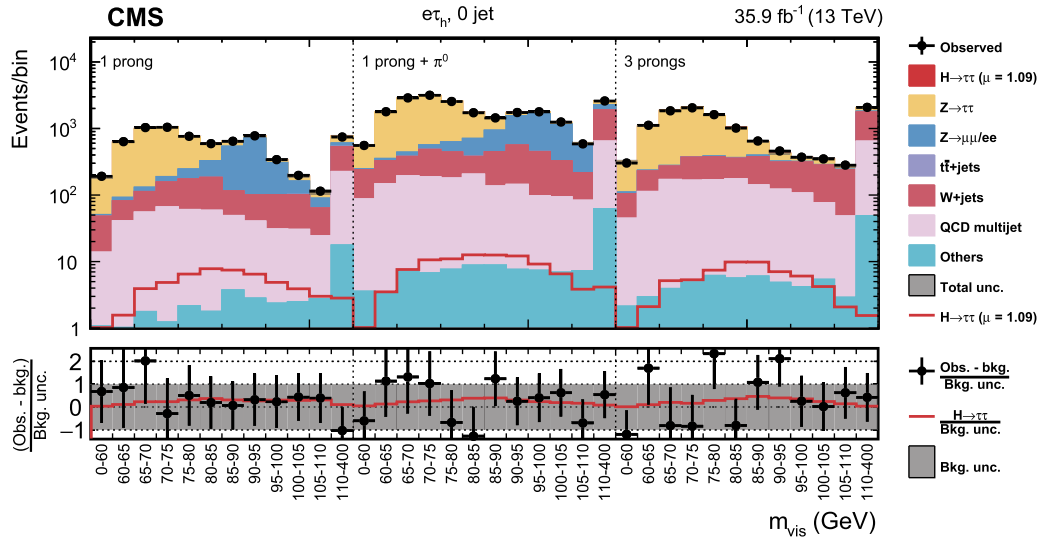 CMS
eτh, 0 jet
35.9 fb⁻¹ (13 TeV)
Events/bin
10⁴
10³
10²
10
1
1 prong
1 prong + π⁰
3 prongs
Observed
H→ττ (μ = 1.09)
Z→ττ
Z→μμ/ee
tt̄+jets
W+jets
QCD multijet
Others
Total unc.
H→ττ (μ = 1.09)
(Obs. - bkg.)
Bkg. unc.
2
1
0
−1
Obs. - bkg.
Bkg. unc.
H→ττ
Bkg. unc.
Bkg. unc.
0-60
60-65
65-70
70-75
75-80
80-85
85-90
90-95
95-100
100-105
105-110
110-400
0-60
60-65
65-70
70-75
75-80
80-85
85-90
90-95
95-100
100-105
105-110
110-400
0-60
60-65
65-70
70-75
75-80
80-85
85-90
90-95
95-100
100-105
105-110
110-400
mvis (GeV)